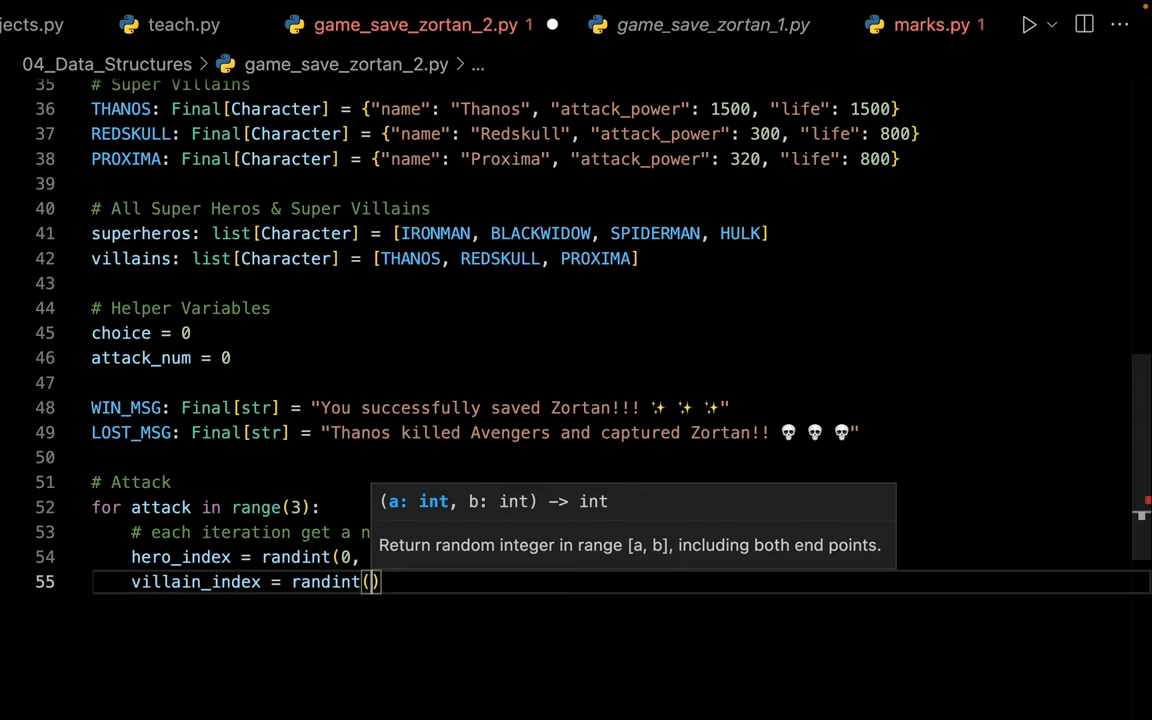 jects.py teach.py game_save_zortan_2.py 1 game_save_zortan_1.py marks.py 1 ...
04_Data_Structures > game_save_zortan_2.py > ...
35 # Super Villains
36 THANOS: Final[Character] = {"name": "Thanos", "attack_power": 1500, "life": 1500}
37 REDSKULL: Final[Character] = {"name": "Redskull", "attack_power": 300, "life": 800}
38 PROXIMA: Final[Character] = {"name": "Proxima", "attack_power": 320, "life": 800}
39
40 # All Super Heros & Super Villains
41 superheros: list[Character] = [IRONMAN, BLACKWIDOW, SPIDERMAN, HULK]
42 villains: list[Character] = [THANOS, REDSKULL, PROXIMA]
43
44 # Helper Variables
45 choice = 0
46 attack_num = 0
47
48 WIN_MSG: Final[str] = "You successfully saved Zortan!!! ✨ ✨ ✨"
49 LOST_MSG: Final[str] = "Thanos killed Avengers and captured Zortan!! 💀 💀 💀"
50
51 # Attack
(a: int, b: int) -> int
52 for attack in range(3):
53 # each iteration get a n
Return random integer in range [a, b], including both end points.
54 hero_index = randint(0,
55 villain_index = randint()